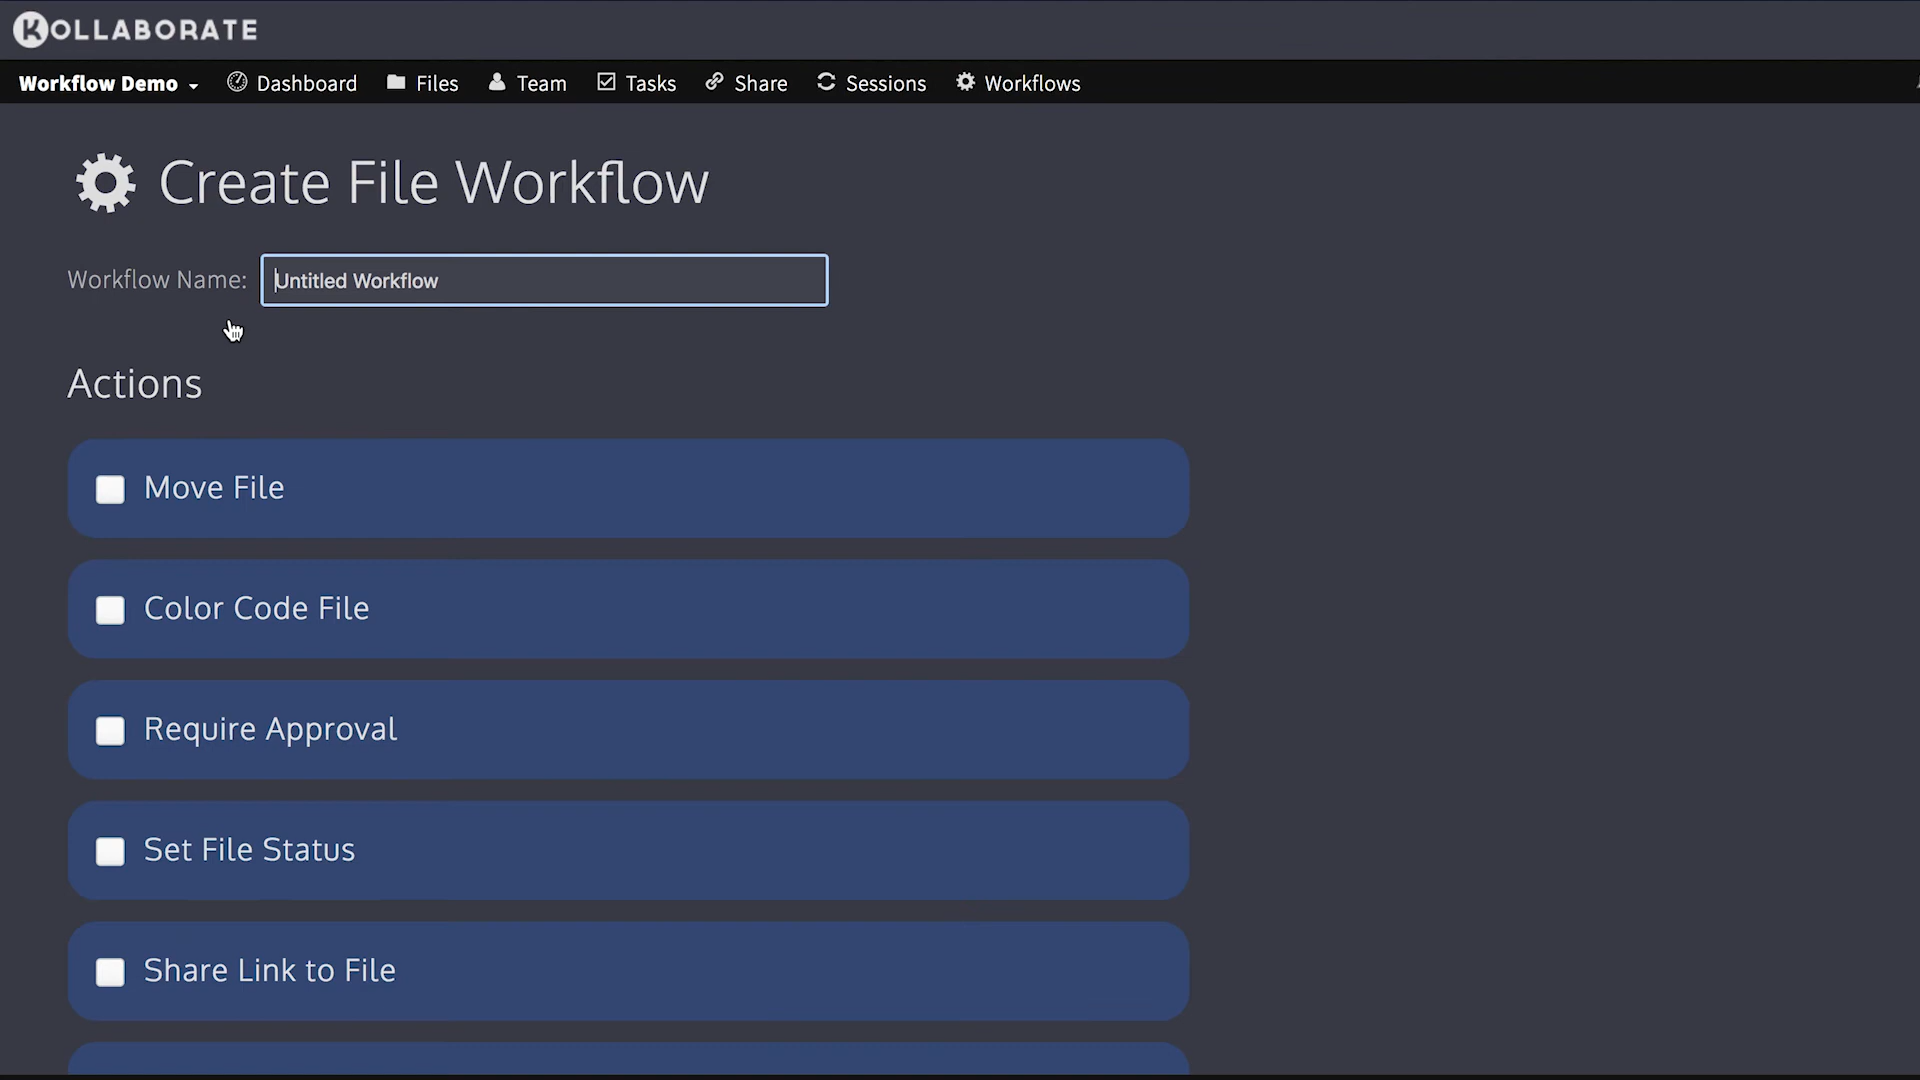 KOLLABORATE
Workflow Demo Dashboard Files Team Tasks Share Sessions Workflows
Create File Workflow
Workflow Name: Untitled Workflow
Actions
Move File
Color Code File
Require Approval
Set File Status
Share Link to File